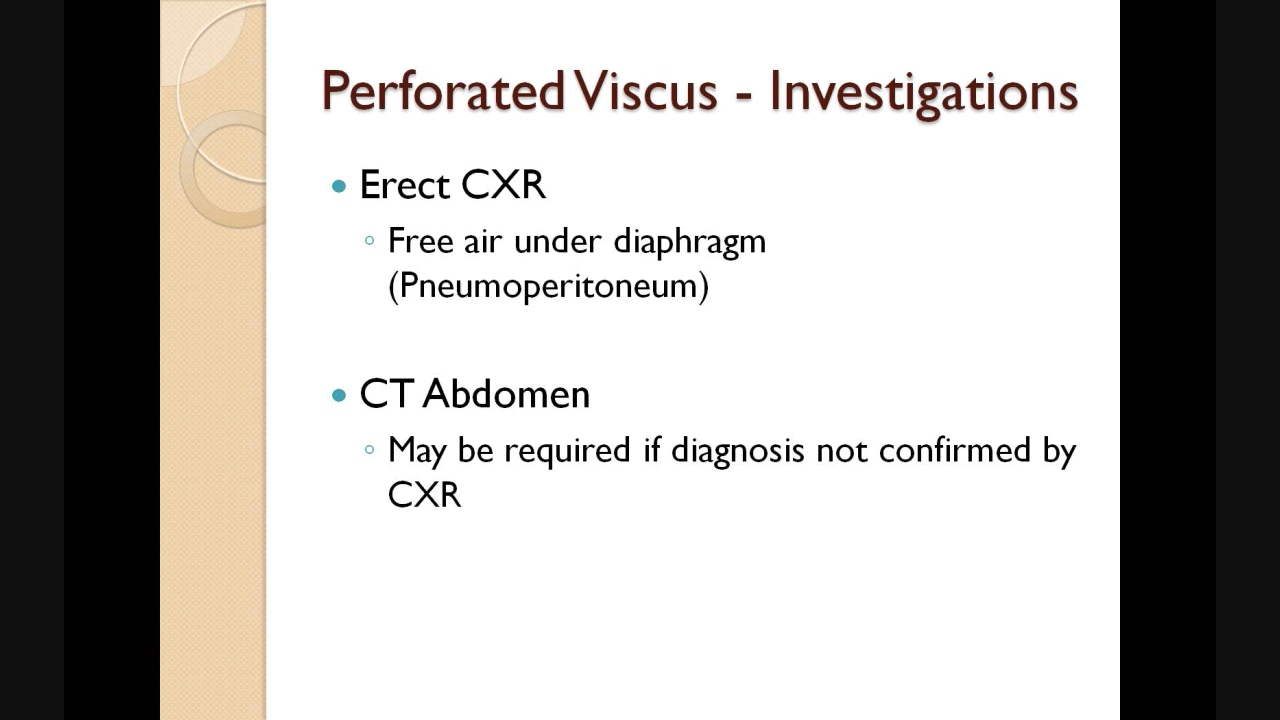 Perforated Viscus - Investigations
• Erect CXR
◦ Free air under diaphragm
(Pneumoperitoneum)
• CT Abdomen
◦ May be required if diagnosis not confirmed by
CXR